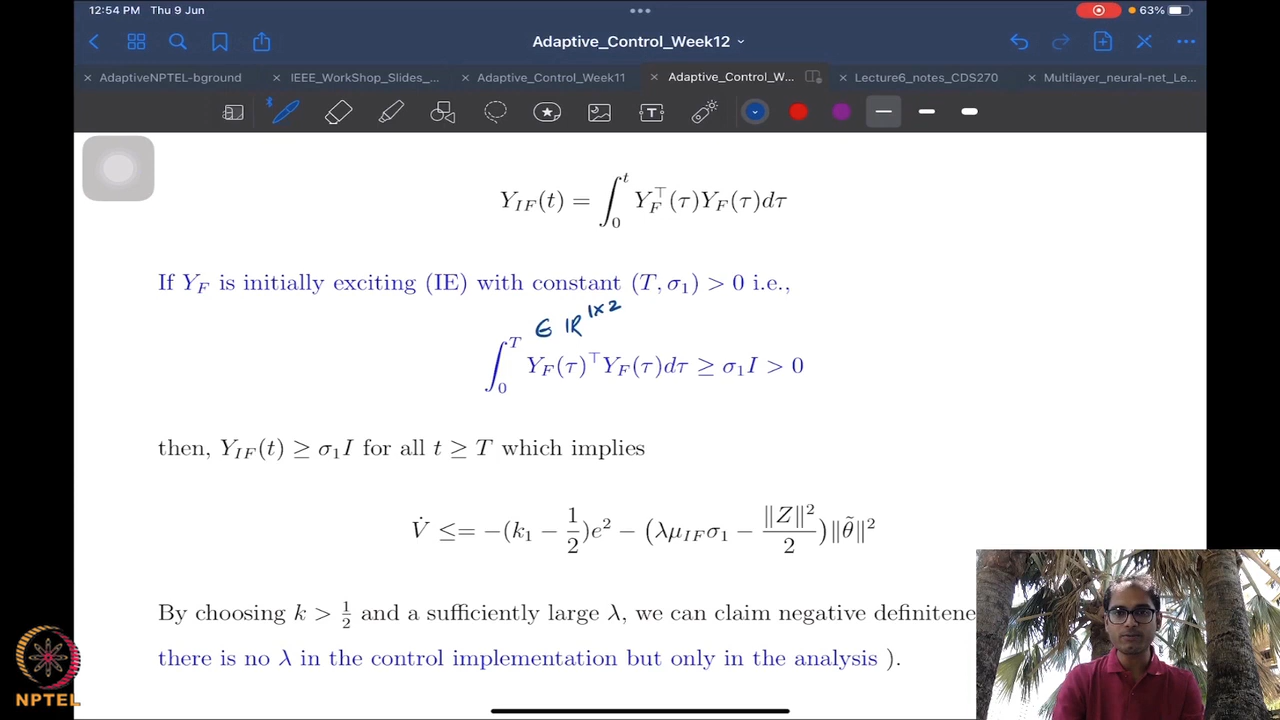 12:54 PM Thu 9 Jun
63%
Adaptive_Control_Week12
AdaptiveNPTEL-bground
IEEE_WorkShop_Slides_...
Adaptive_Control_Week11
Adaptive_Control_W...
Lecture6_notes_CDS270
Multilayer_neural-net_Le...
Y_{IF}(t) = ∫_0^t Y_F^⊤(τ)Y_F(τ)dτ
If Y_F is initially exciting (IE) with constant (T, σ_1) > 0 i.e.,
∈ ℝ^{1×2}
∫_0^T Y_F(τ)^⊤Y_F(τ)dτ ≥ σ_1I > 0
then, Y_{IF}(t) ≥ σ_1I for all t ≥ T which implies
V̇ ≤= −(k_1 − 1/2)e^2 − (λμ_{IF}σ_1 − ‖Z‖^2/2)‖θ̃‖^2
By choosing k > 1/2 and a sufficiently large λ, we can claim negative definitene
there is no λ in the control implementation but only in the analysis ).
NPTEL